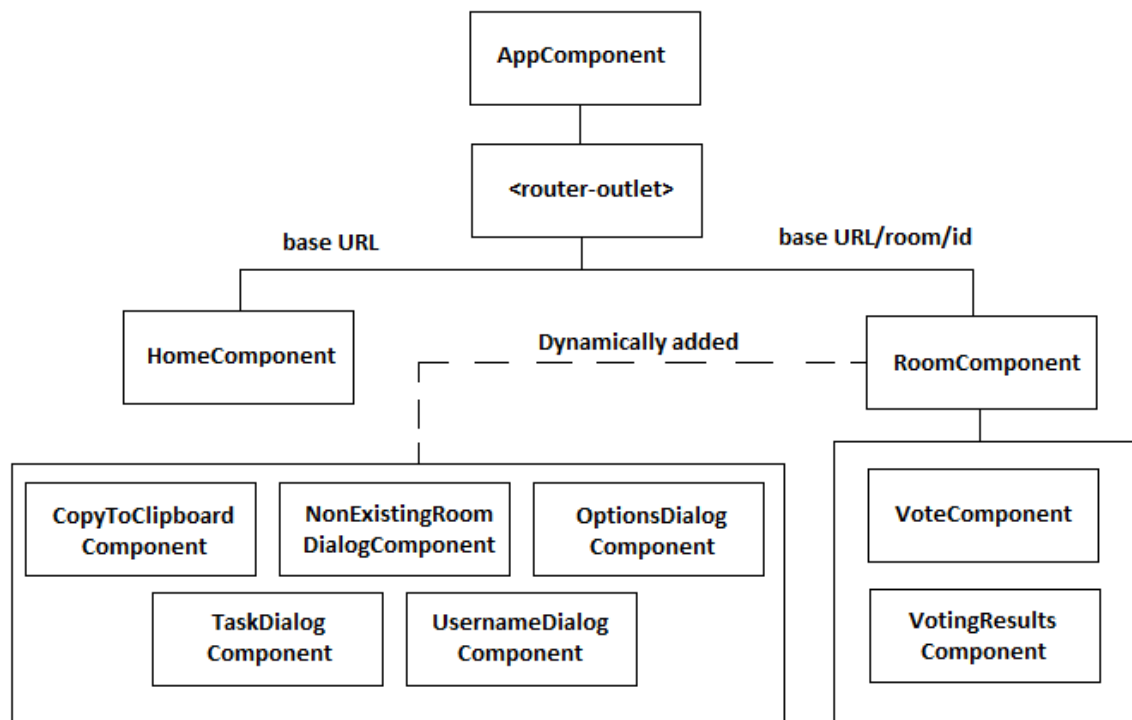 AppComponent
<router-outlet>
base URL
base URL/room/id
HomeComponent
Dynamically added
RoomComponent
CopyToClipboard
Component
NonExistingRoom
DialogComponent
OptionsDialog
Component
VoteComponent
TaskDialog
Component
UsernameDialog
Component
VotingResults
Component